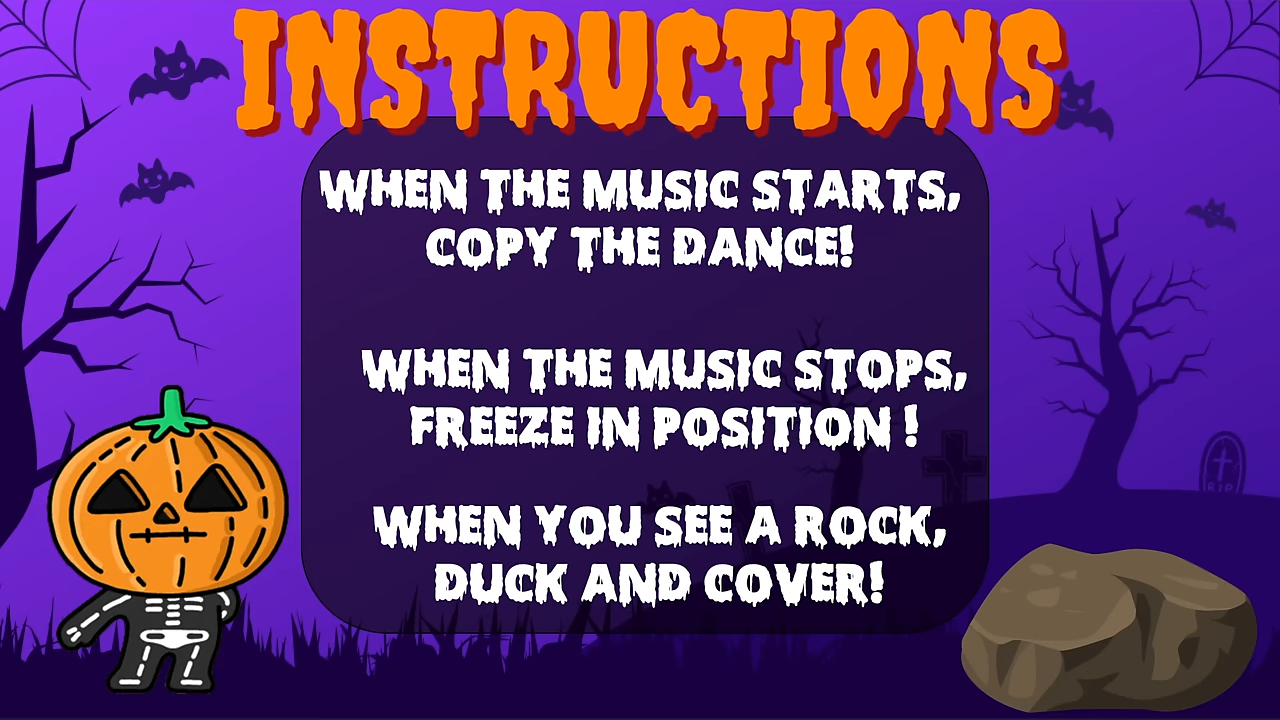 INSTRUCTIONS
WHEN THE MUSIC STARTS,
COPY THE DANCE!
WHEN THE MUSIC STOPS,
FREEZE IN POSITION !
WHEN YOU SEE A ROCK,
DUCK AND COVER!
RIP